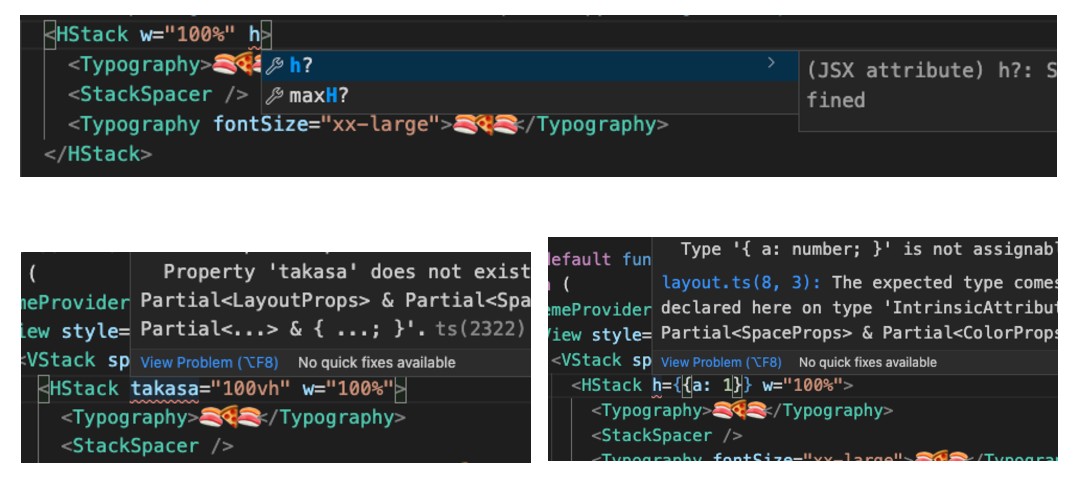 <HStack w="100%" h>
<Typography>🍣🍕🍣
<StackSpacer />
<Typography fontSize="xx-large">🍣🍕🍣</Typography>
</HStack>
h?
maxH?
(JSX attribute) h?: S
fined
(
meProvider
iew style=
<VStack sp
Property 'takasa' does not exist
Partial<LayoutProps> & Partial<Spa
Partial<...> & { ...; }'. ts(2322)
View Problem (⌥F8) No quick fixes available
<HStack takasa="100vh" w="100%">
<Typography>🍣🍕🍣</Typography>
<StackSpacer />
default fun
(
emeProvider
View style=
<VStack sp
Type '{ a: number; }' is not assignab
layout.ts(8, 3): The expected type comes
declared here on type 'IntrinsicAttribut
Partial<SpaceProps> & Partial<ColorProps
View Problem (⌥F8) No quick fixes available
<HStack h={{a: 1}} w="100%">
<Typography>🍣🍕🍣</Typography>
<StackSpacer />
<Typography fontSize="xx-large">🍣🍕🍣</Typogra